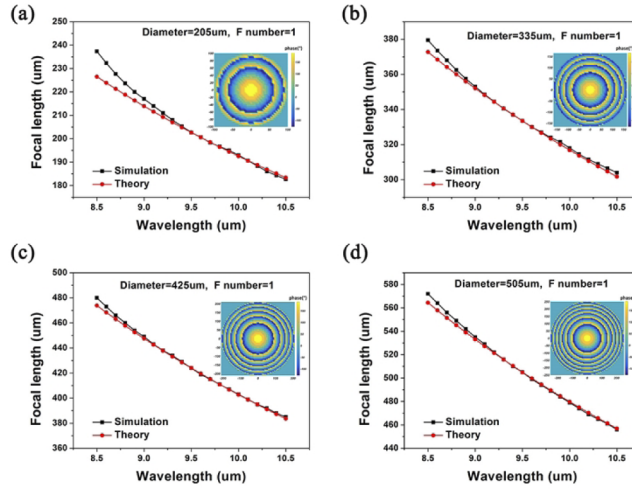 (a)
Diameter=205um, F number=1
phase(°)
Focal length (um)
250
240
230
220
210
200
190
180
Simulation
Theory
8.5 9.0 9.5 10.0 10.5
Wavelength (um)
(b)
Diameter=335um, F number=1
phase(°)
Focal length (um)
380
360
340
320
300
Simulation
Theory
8.5 9.0 9.5 10.0 10.5
Wavelength (um)
(c)
Diameter=425um, F number=1
phase(°)
Focal length (um)
500
480
460
440
420
400
380
360
Simulation
Theory
8.5 9.0 9.5 10.0 10.5
Wavelength (um)
(d)
Diameter=505um, F number=1
phase(°)
Focal length (um)
580
560
540
520
500
480
460
440
Simulation
Theory
8.5 9.0 9.5 10.0 10.5
Wavelength (um)